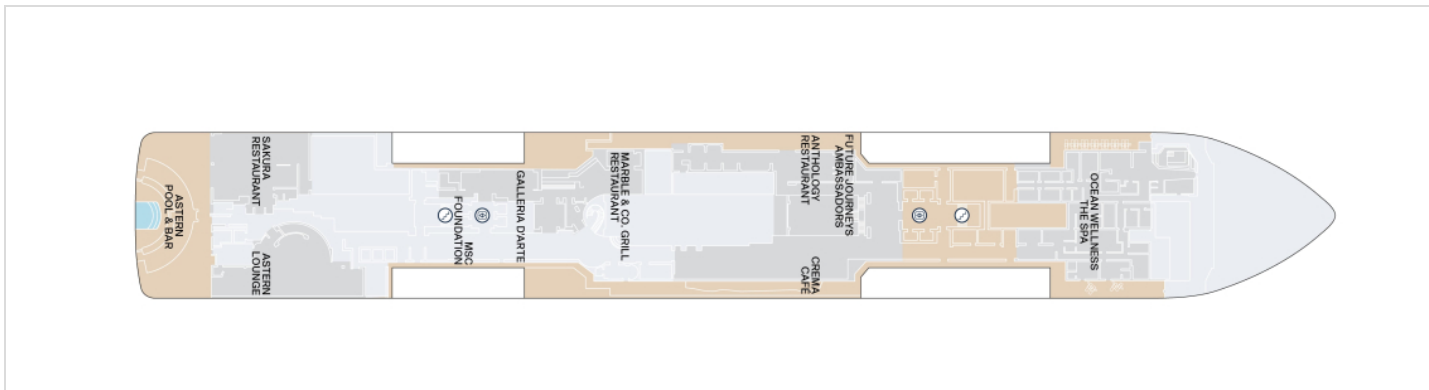 SAKURA
RESTAURANT
ASTERN
POOL & BAR
ASTERN
LOUNGE
GALLERIA D'ARTE
MSC
FOUNDATION
MARBLE & CO. GRILL
RESTAURANT
FUTURE JOURNEYS
AMBASSADORS
ANTHOLOGY
RESTAURANT
CREMA
CAFÉ
OCEAN WELLNESS
THE SPA